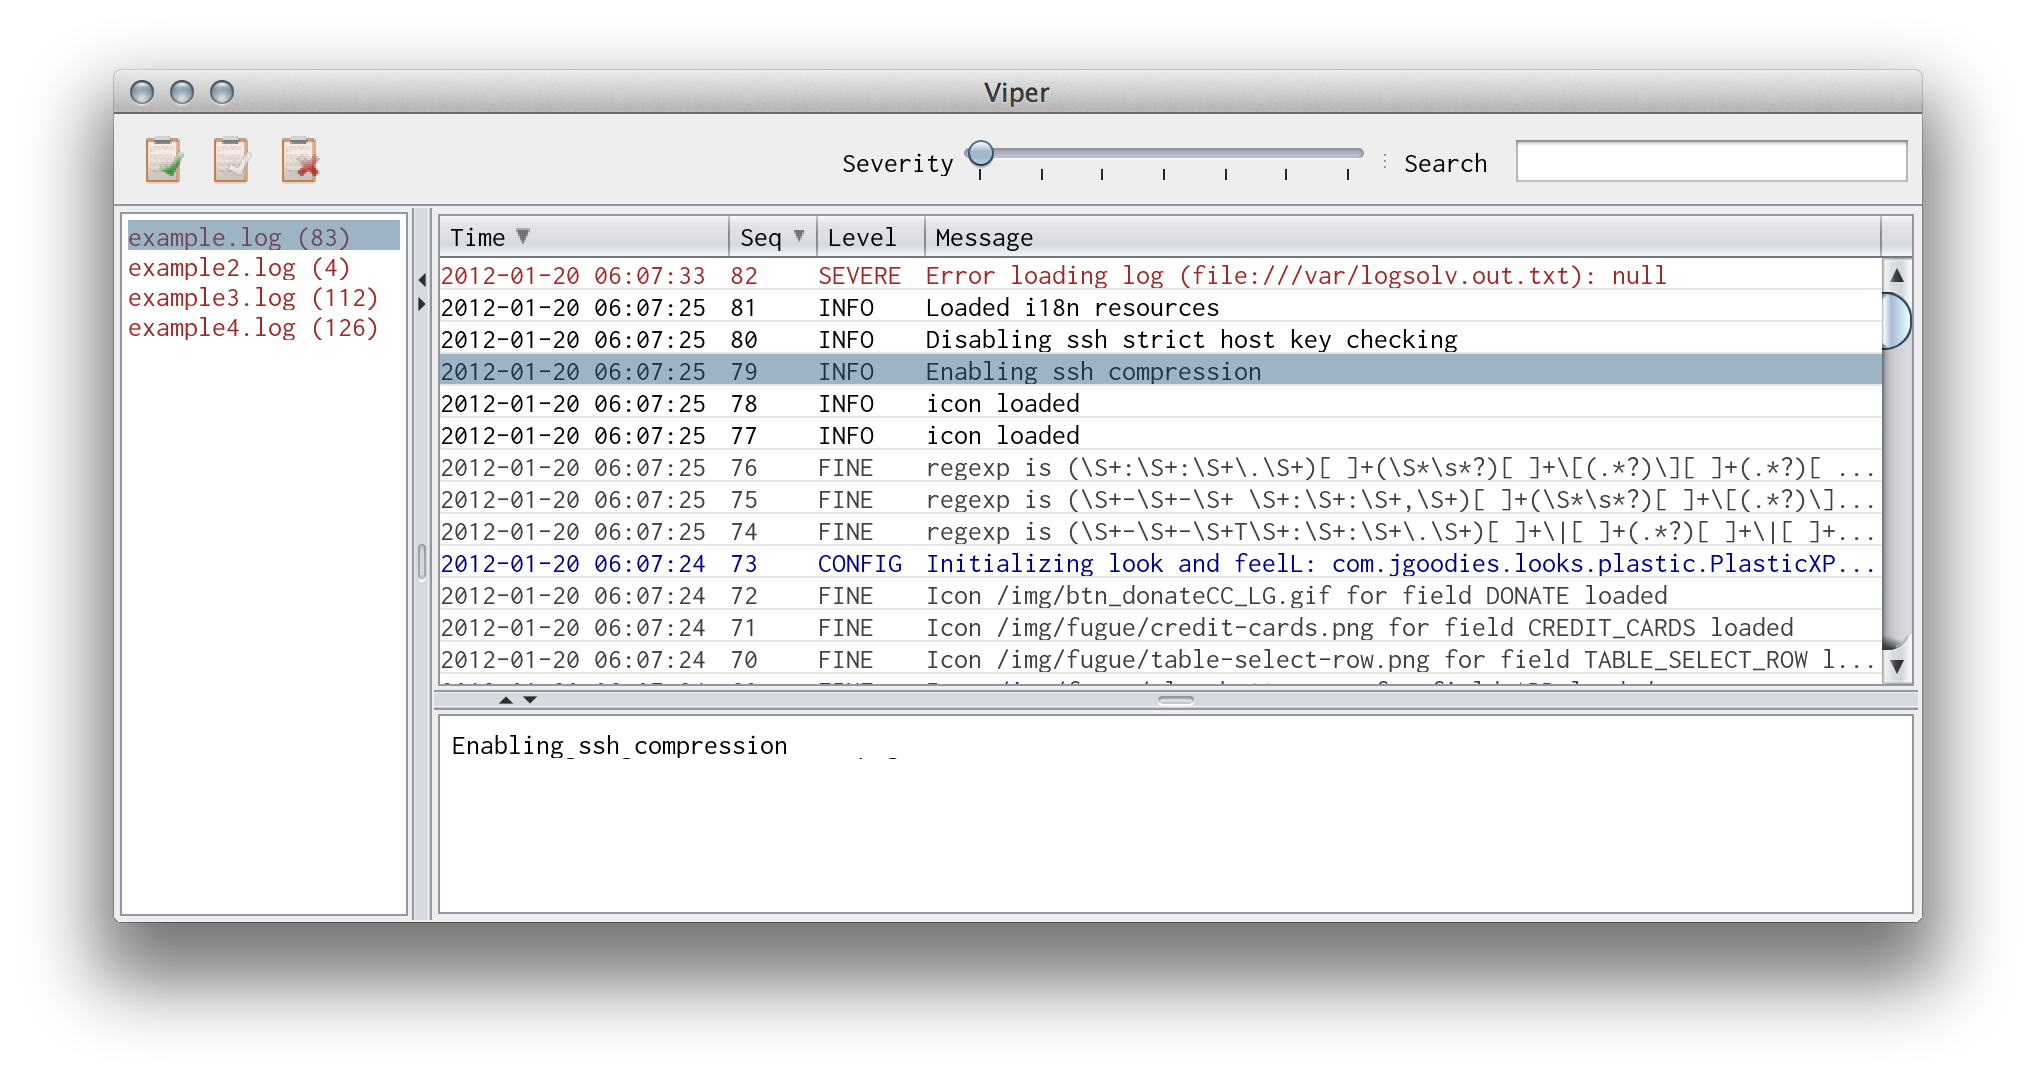 Viper
Severity
Search
example.log (83)
example2.log (4)
example3.log (112)
example4.log (126)
Time Seq Level Message
2012-01-20 06:07:33 82 SEVERE Error loading log (file:///var/logsolv.out.txt): null
2012-01-20 06:07:25 81 INFO Loaded i18n resources
2012-01-20 06:07:25 80 INFO Disabling ssh strict host key checking
2012-01-20 06:07:25 79 INFO Enabling ssh compression
2012-01-20 06:07:25 78 INFO icon loaded
2012-01-20 06:07:25 77 INFO icon loaded
2012-01-20 06:07:25 76 FINE regexp is (\S+:\S+:\S+\.\S+)[ ]+(\S*\s*?)[ ]+\[(.*?)\][ ]+(.*?)[ ...
2012-01-20 06:07:25 75 FINE regexp is (\S+-\S+-\S+ \S+:\S+:\S+,\S+)[ ]+(\S*\s*?)[ ]+\[(.*?)\]...
2012-01-20 06:07:25 74 FINE regexp is (\S+-\S+-\S+T\S+:\S+:\S+\.\S+)[ ]+\|[ ]+(.*?)[ ]+\|[ ]+...
2012-01-20 06:07:24 73 CONFIG Initializing look and feelL: com.jgoodies.looks.plastic.PlasticXP...
2012-01-20 06:07:24 72 FINE Icon /img/btn_donateCC_LG.gif for field DONATE loaded
2012-01-20 06:07:24 71 FINE Icon /img/fugue/credit-cards.png for field CREDIT_CARDS loaded
2012-01-20 06:07:24 70 FINE Icon /img/fugue/table-select-row.png for field TABLE_SELECT_ROW l...
Enabling ssh compression